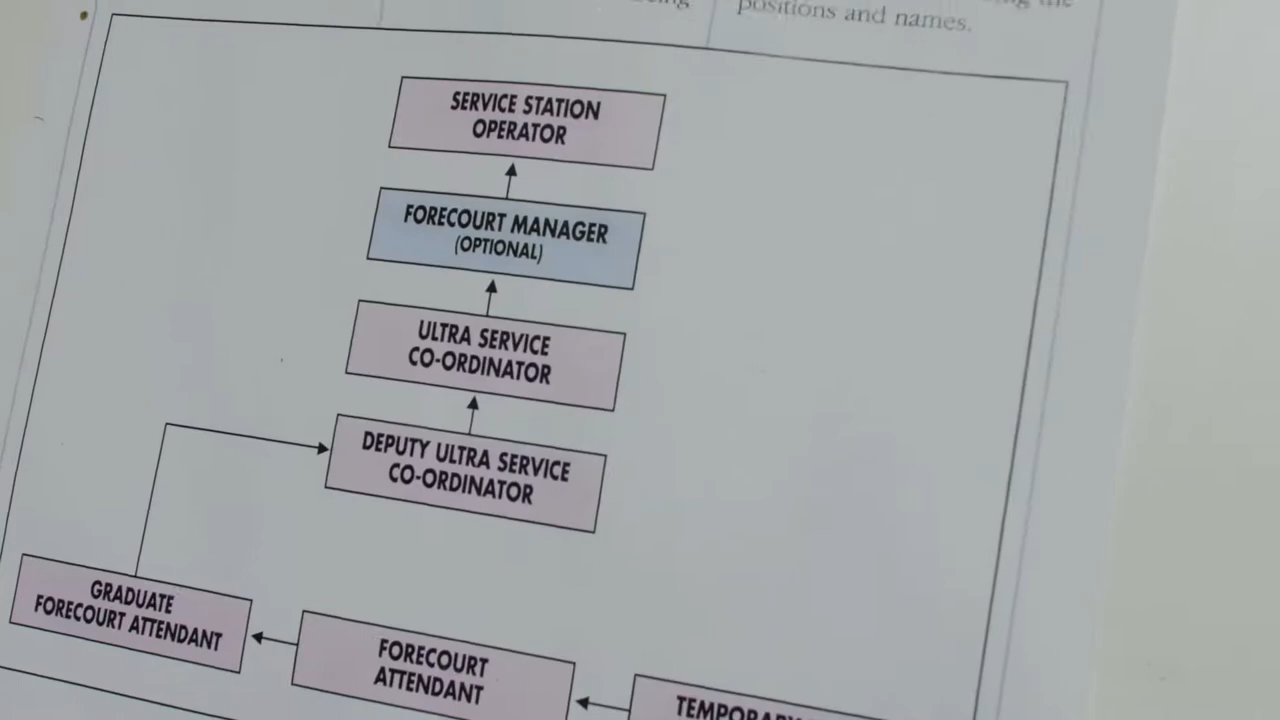 positions and names.
SERVICE STATION
OPERATOR
FORECOURT MANAGER
(OPTIONAL)
ULTRA SERVICE
CO-ORDINATOR
DEPUTY ULTRA SERVICE
CO-ORDINATOR
GRADUATE
FORECOURT ATTENDANT
FORECOURT
ATTENDANT